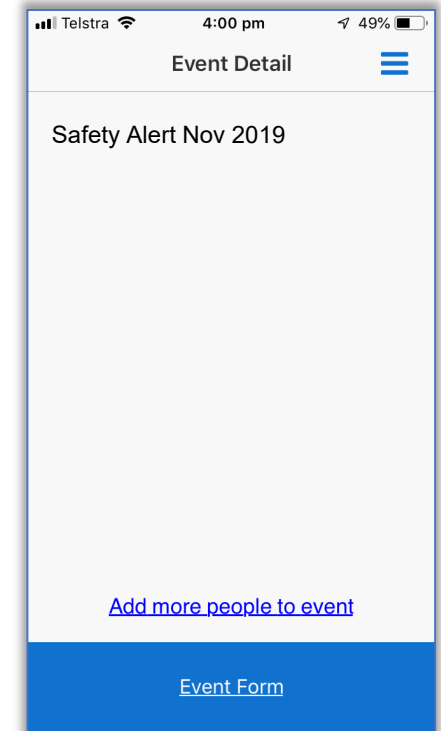 Telstra 4:00 pm 49%
Event Detail
Safety Alert Nov 2019
Add more people to event
Event Form